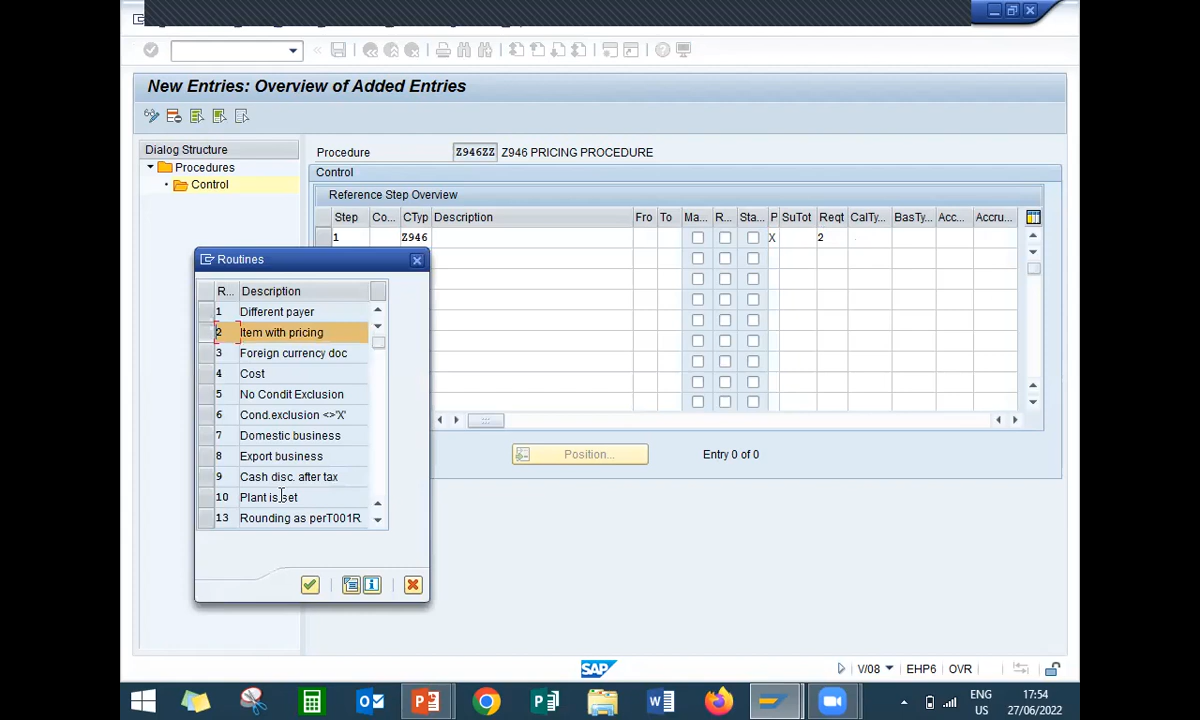 New Entries: Overview of Added Entries
Dialog Structure
Procedures
Control
Procedure Z946ZZ Z946 PRICING PROCEDURE
Control
Reference Step Overview
Step Co... CTyp Description Fro To Ma... R... Sta... P SuTot Reqt CalTy... BasTy... Acc... Accru...
1 Z946 X 2
Routines
R... Description
1 Different payer
2 Item with pricing
3 Foreign currency doc
4 Cost
5 No Condit Exclusion
6 Cond.exclusion <>'X'
7 Domestic business
8 Export business
9 Cash disc. after tax
10 Plant is set
13 Rounding as perT001R
Position... Entry 0 of 0
SAP
V/08 EHP6 OVR
ENG 17:54
US 27/06/2022